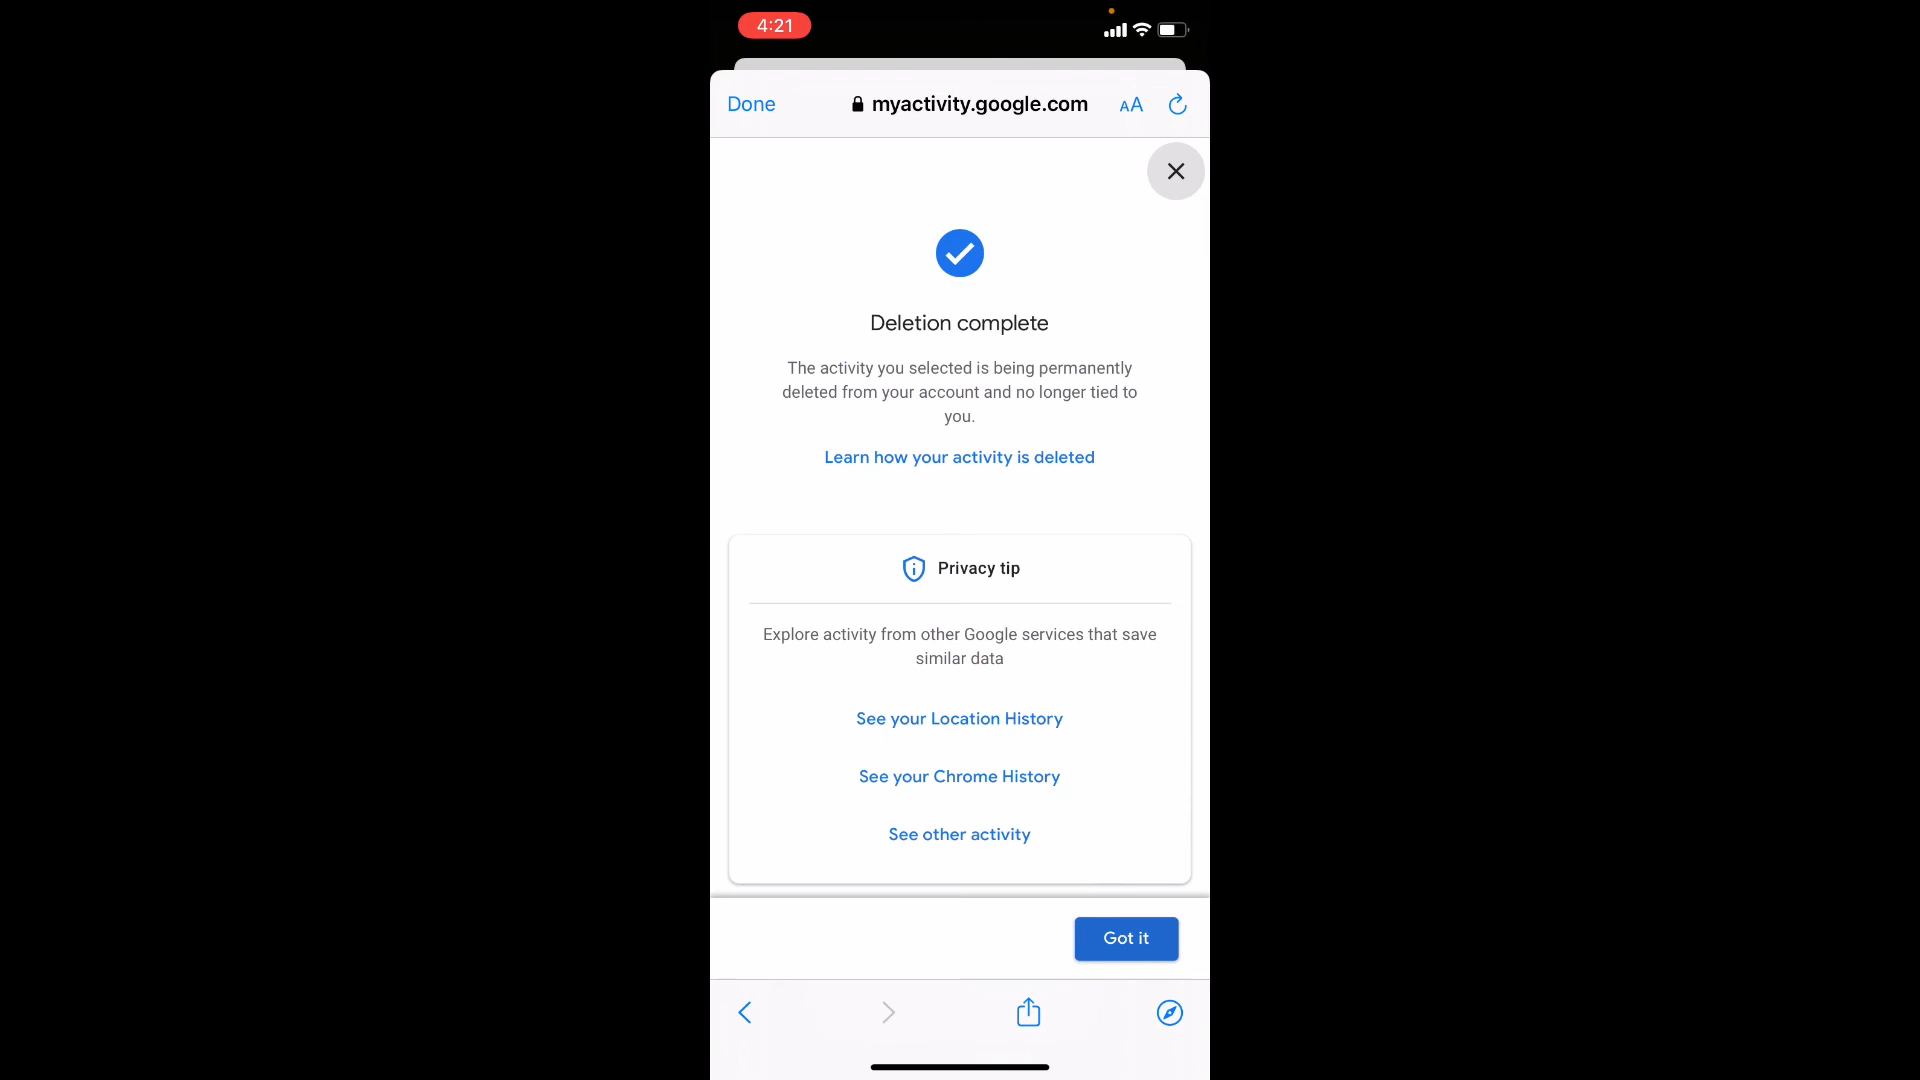 4:21
Done
myactivity.google.com
AA
Deletion complete
The activity you selected is being permanently
deleted from your account and no longer tied to
you.
Learn how your activity is deleted
Privacy tip
Explore activity from other Google services that save
similar data
See your Location History
See your Chrome History
See other activity
Got it